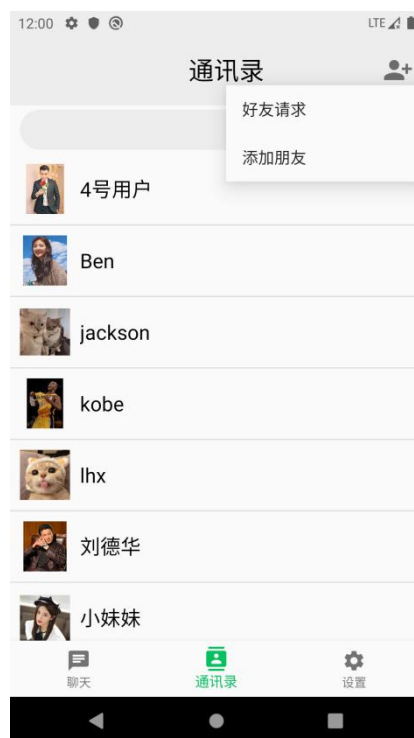 12:00 LTE
通讯录
好友请求
添加朋友
4号用户
Ben
jackson
kobe
lhx
刘德华
小妹妹
聊天 通讯录 设置